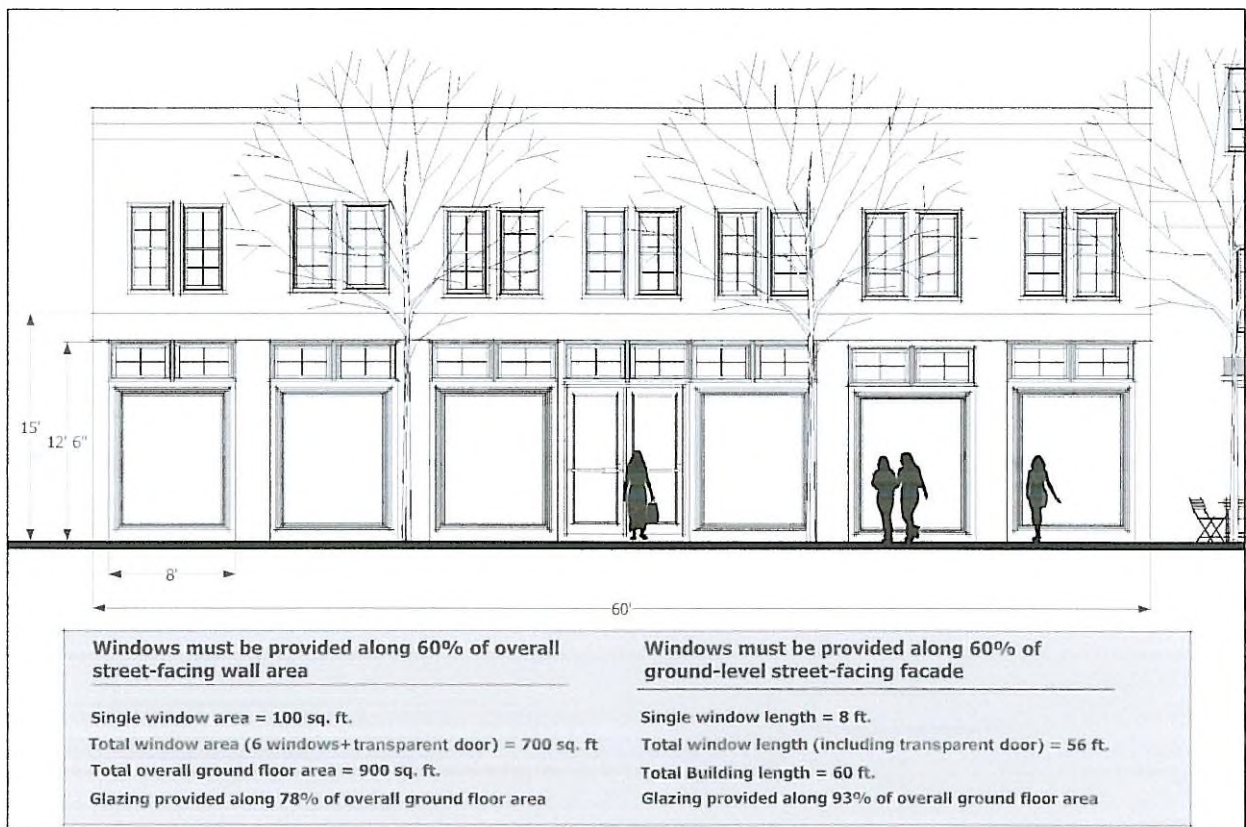 15'
12' 6"
8'
60'
Windows must be provided along 60% of overall
street-facing wall area
Single window area = 100 sq. ft.
Total window area (6 windows+transparent door) = 700 sq. ft
Total overall ground floor area = 900 sq. ft.
Glazing provided along 78% of overall ground floor area
Windows must be provided along 60% of
ground-level street-facing facade
Single window length = 8 ft.
Total window length (including transparent door) = 56 ft.
Total Building length = 60 ft.
Glazing provided along 93% of overall ground floor area